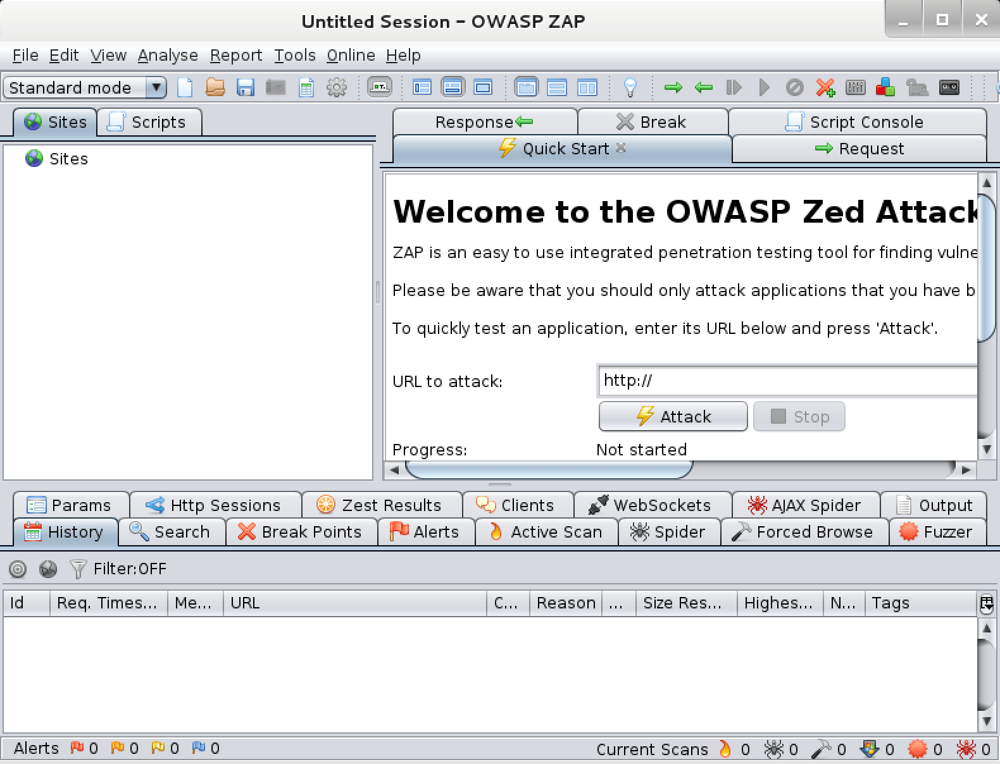 Untitled Session – OWASP ZAP
File Edit View Analyse Report Tools Online Help
Standard mode
Sites Scripts
Response Break Script Console
Quick Start Request
Sites
Welcome to the OWASP Zed Attack
ZAP is an easy to use integrated penetration testing tool for finding vulne
Please be aware that you should only attack applications that you have b
To quickly test an application, enter its URL below and press 'Attack'.
URL to attack: http://
Attack Stop
Progress: Not started
Params Http Sessions Zest Results Clients WebSockets AJAX Spider Output
History Search Break Points Alerts Active Scan Spider Forced Browse Fuzzer
Filter:OFF
Id Req. Times... Me... URL C... Reason ... Size Res... Highes... N... Tags
Alerts 0 0 0 0 Current Scans 0 0 0 0 0 0